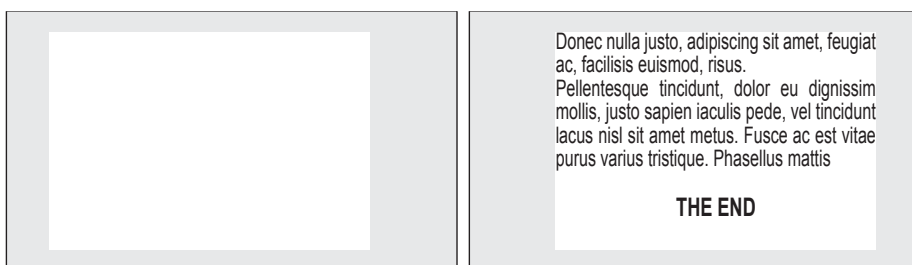 Donec nulla justo, adipiscing sit amet, feugiat
ac, facilisis euismod, risus.
Pellentesque tincidunt, dolor eu dignissim
mollis, justo sapien iaculis pede, vel tincidunt
lacus nisl sit amet metus. Fusce ac est vitae
purus varius tristique. Phasellus mattis
THE END